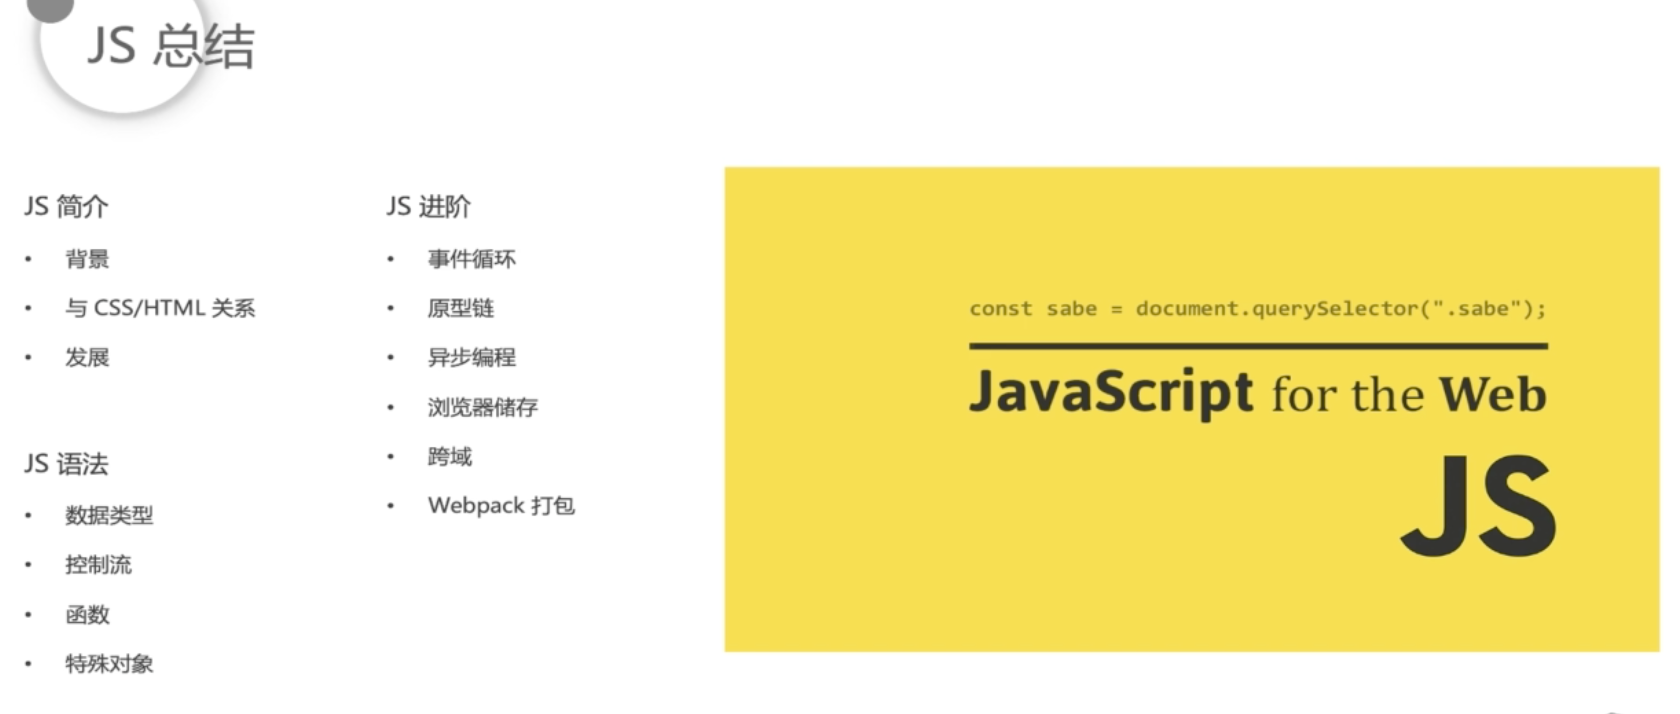 JS 总结
JS 简介
• 背景
• 与 CSS/HTML 关系
• 发展
JS 语法
• 数据类型
• 控制流
• 函数
• 特殊对象
JS 进阶
• 事件循环
• 原型链
• 异步编程
• 浏览器储存
• 跨域
• Webpack 打包
const sabe = document.querySelector(".sabe");
JavaScript for the Web
JS